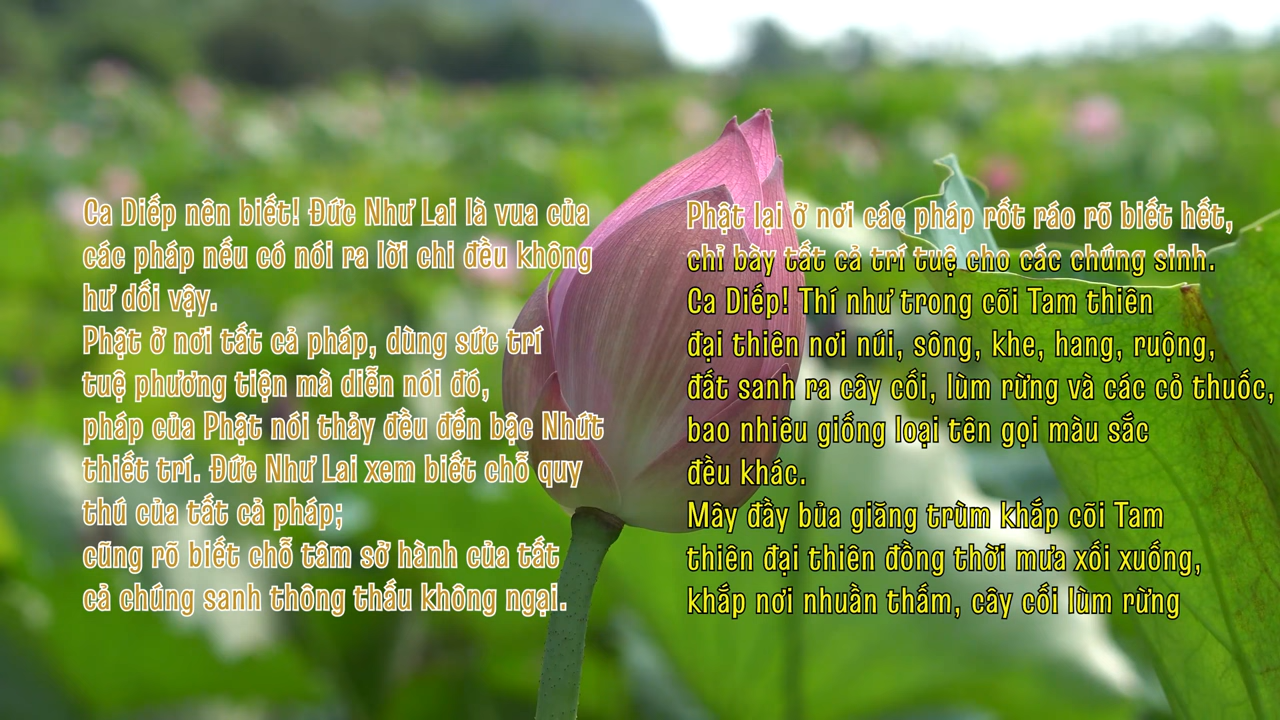 Ca Diếp nên biết! Đức Như Lai là vua của
các pháp nếu có nói ra lời chi đều không
hư dối vậy.
Phật ở nơi tất cả pháp, dùng sức trí
tuệ phương tiện mà diễn nói đó,
pháp của Phật nói thảy đều đến bậc Nhứt
thiết trí. Đức Như Lai xem biết chỗ quy
thú của tất cả pháp;
cũng rõ biết chỗ tâm sở hành của tất
cả chúng sanh thông thấu không ngại.
Phật lại ở nơi các pháp rốt ráo rõ biết hết,
chỉ bày tất cả trí tuệ cho các chúng sinh.
Ca Diếp! Thí như trong cõi Tam thiên
đại thiên nơi núi, sông, khe, hang, ruộng,
đất sanh ra cây cối, lùm rừng và các cỏ thuốc,
bao nhiêu giống loại tên gọi màu sắc
đều khác.
Mây đầy bủa giăng trùm khắp cõi Tam
thiên đại thiên đồng thời mưa xối xuống,
khắp nơi nhuần thấm, cây cối lùm rừng